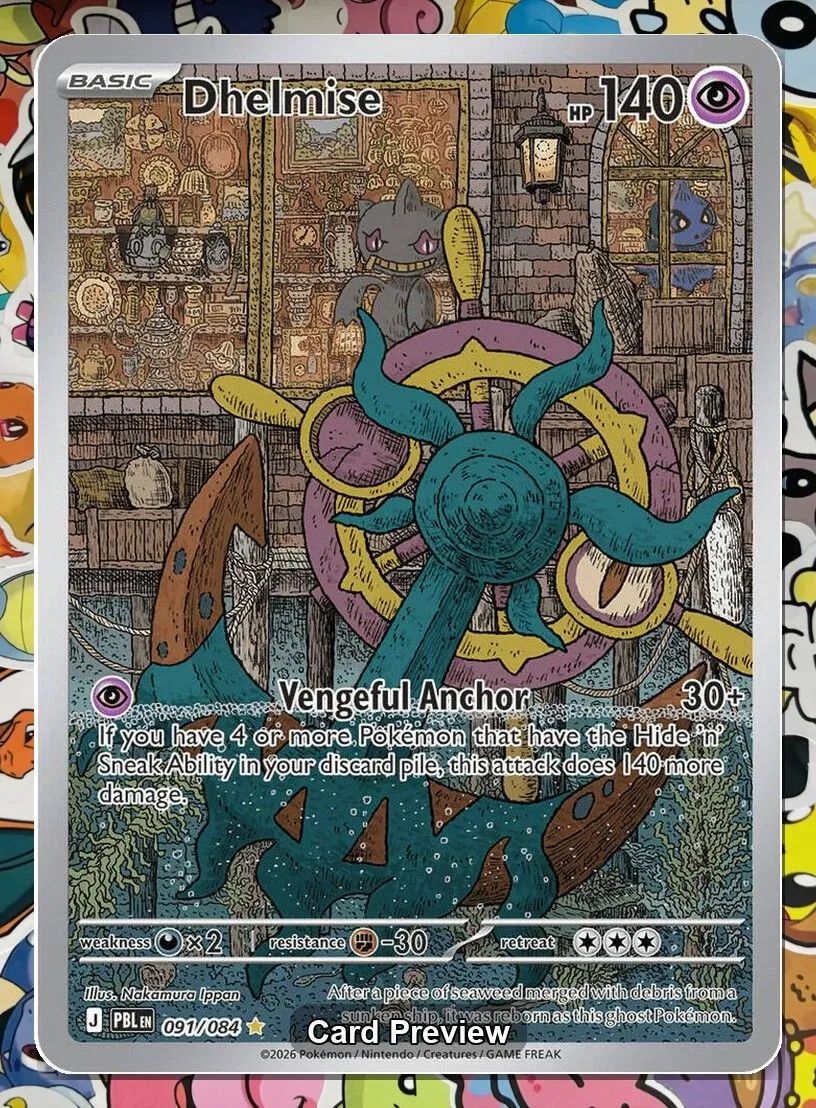 BASIC
Dhelmise HP 140
Vengeful Anchor 30+
If you have 4 or more Pokémon that have the Hide 'n'
Sneak Ability in your discard pile, this attack does 140 more
damage.
weakness ×2 resistance -30 retreat
Illus. Nakamura Ippan
After a piece of seaweed merged with debris from a
sunken ship, it was reborn as this ghost Pokémon.
J PBL EN 091/084
Card Preview
©2026 Pokémon / Nintendo / Creatures / GAME FREAK